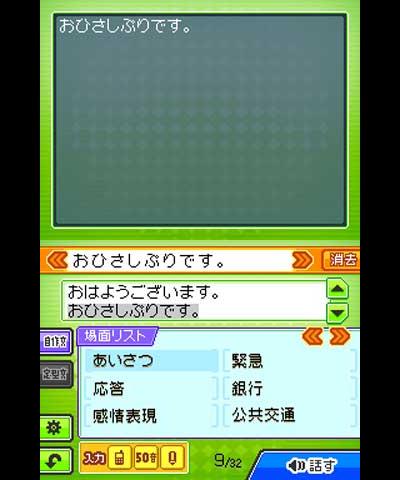 おひさしぶりです。
おひさしぶりです。
消去
おはようございます。
おひさしぶりです。
自作文
場面リスト
定型文
あいさつ
緊急
応答
銀行
感情表現
公共交通
入力
50音
9/32
話す